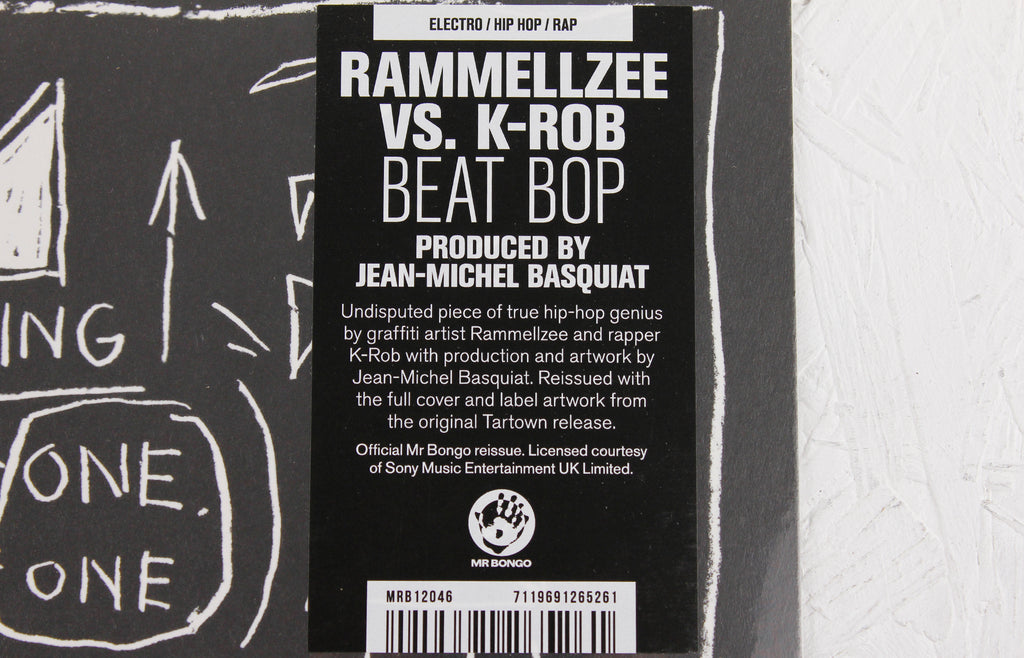 ELECTRO / HIP HOP / RAP
RAMMELLZEE
VS. K-ROB
BEAT BOP
PRODUCED BY
JEAN-MICHEL BASQUIAT
Undisputed piece of true hip-hop genius
by graffiti artist Rammellzee and rapper
K-Rob with production and artwork by
Jean-Michel Basquiat. Reissued with
the full cover and label artwork from
the original Tartown release.
Official Mr Bongo reissue. Licensed courtesy
of Sony Music Entertainment UK Limited.
MR BONGO
MRB12046 7119691265261
ING
ONE.
ONE